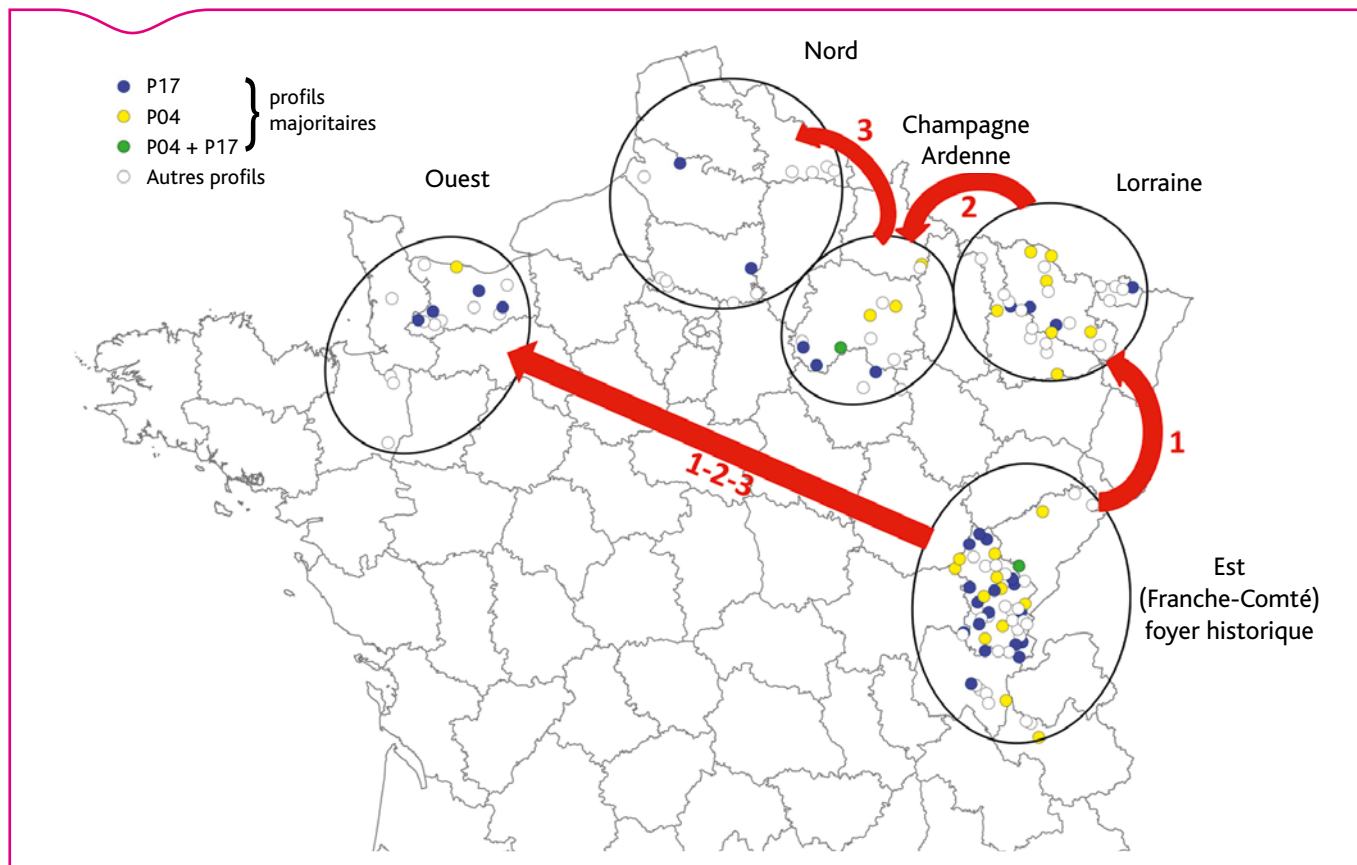 P17
P04
P04 + P17
profils
majoritaires
Autres profils
Nord
Ouest
Champagne
Ardenne
Lorraine
3
2
1
1-2-3
Est
(Franche-Comté)
foyer historique